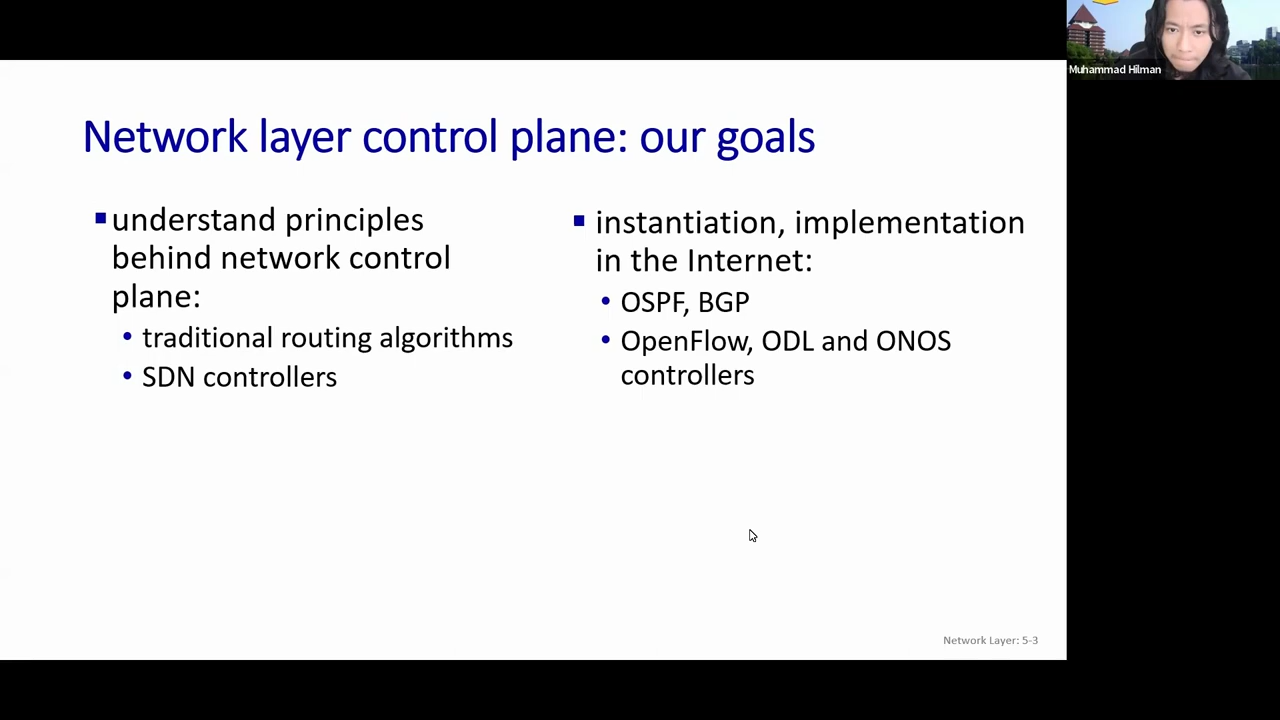 Muhammad Hilman
Network layer control plane: our goals
▪ understand principles
behind network control
plane:
• traditional routing algorithms
• SDN controllers
▪ instantiation, implementation
in the Internet:
• OSPF, BGP
• OpenFlow, ODL and ONOS
controllers
Network Layer: 5-3